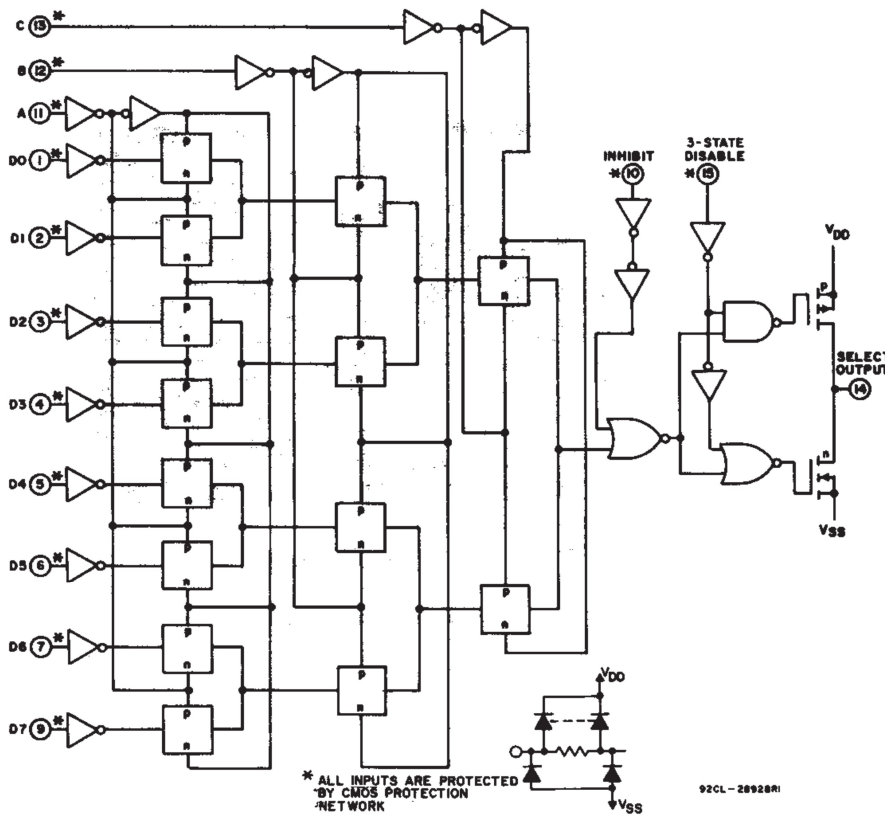 C 13 *
B 12 *
A 11 *
D0 1 *
D1 2 *
D2 3 *
D3 4 *
D4 5 *
D5 6 *
D6 7 *
D7 9 *
p
n
p
n
p
n
p
n
p
n
p
n
p
n
p
n
p
n
p
n
p
n
p
n
p
n
p
n
INHIBIT
* 10
3-STATE
DISABLE
* 15
VDD
p
SELECT
OUTPUT
14
n
VSS
VDD
VSS
* ALL INPUTS ARE PROTECTED
BY CMOS PROTECTION
NETWORK
92CL-28928R1